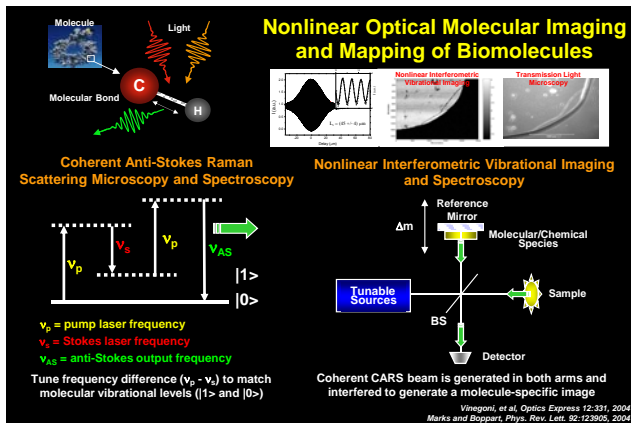 Nonlinear Optical Molecular Imaging
and Mapping of Biomolecules
Molecule
Light
C
H
Molecular Bond
Nonlinear Interferometric
Vibrational Imaging
Transmission Light
Microscopy
Delay (μm)
Coherent Anti-Stokes Raman
Scattering Microscopy and Spectroscopy
νp
νs
νp
νAS
|1>
|0>
νp = pump laser frequency
νs = Stokes laser frequency
νAS = anti-Stokes output frequency
Tune frequency difference (νp - νs) to match
molecular vibrational levels (|1> and |0>)
Nonlinear Interferometric Vibrational Imaging
and Spectroscopy
Δm
Reference
Mirror
Molecular/Chemical
Species
Tunable
Sources
Sample
BS
Detector
Coherent CARS beam is generated in both arms and
interfered to generate a molecule-specific image
Vinegoni, et al, Optics Express 12:331, 2004
Marks and Boppart, Phys. Rev. Lett. 92:123905, 2004